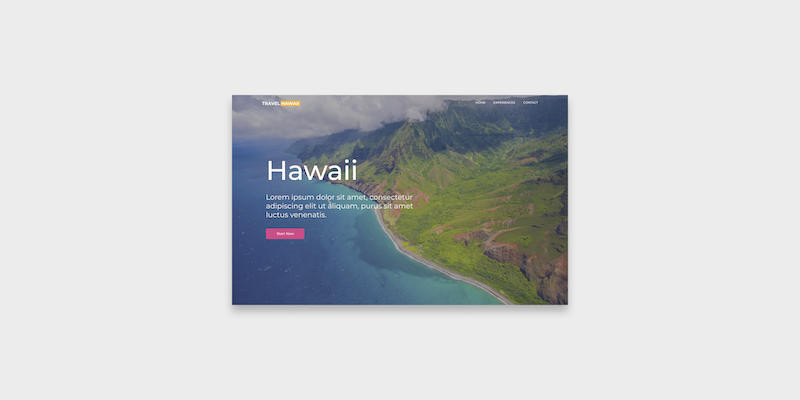 TRAVEL HAWAII
HOME EXPERIENCES CONTACT
Hawaii
Lorem ipsum dolor sit amet, consectetur
adipiscing elit ut aliquam, purus sit amet
luctus venenatis.
Start Now